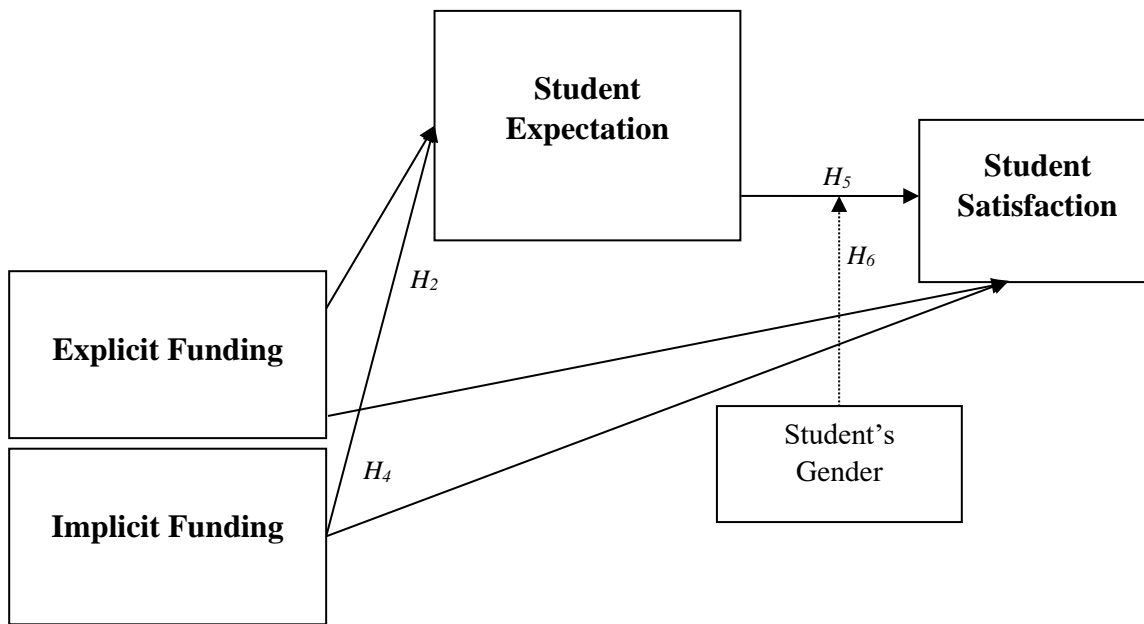 Student
Expectation
Student
Satisfaction
H5
H6
H2
Explicit Funding
H4
Implicit Funding
Student’s
Gender